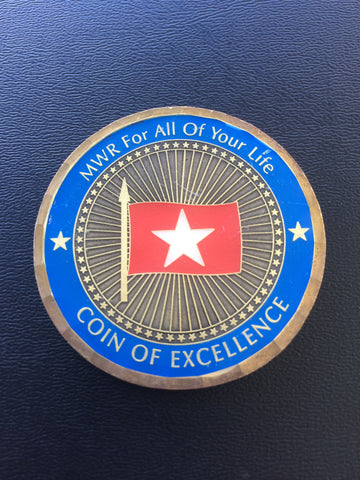 MWR For All Of Your Life
COIN OF EXCELLENCE